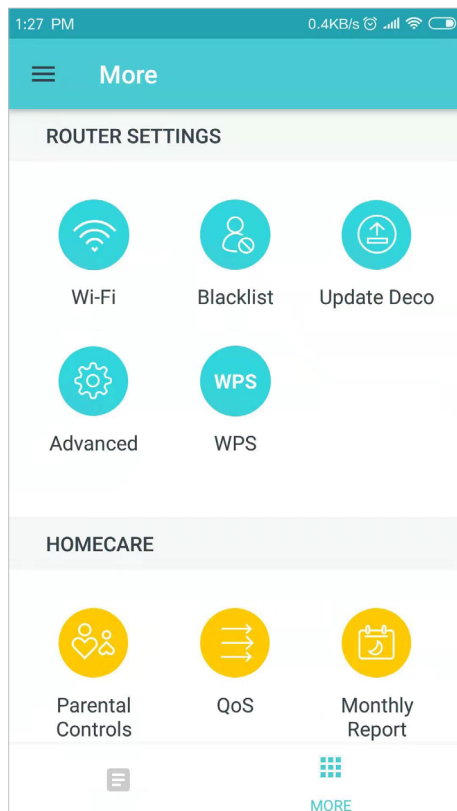 1:27 PM 0.4KB/s
More
ROUTER SETTINGS
Wi-Fi Blacklist Update Deco
WPS
Advanced WPS
HOMECARE
Parental Controls QoS Monthly Report
MORE